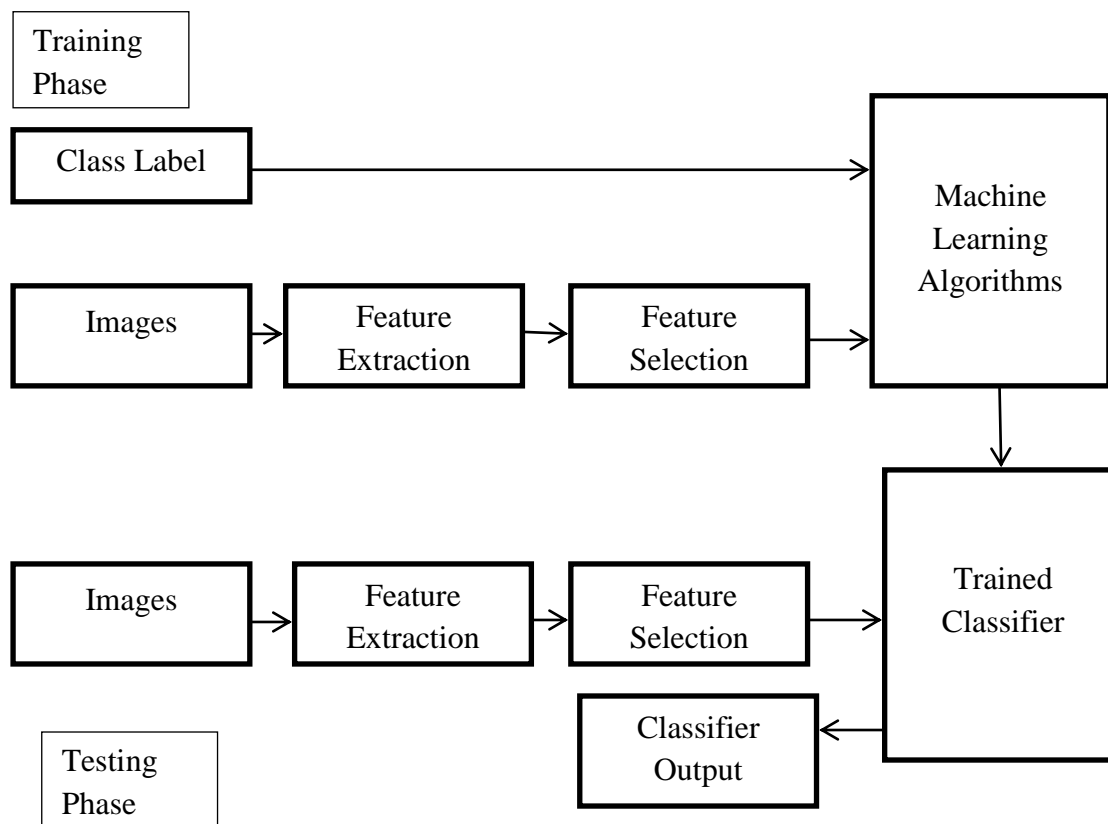 Training
Phase
Class Label
Machine
Learning
Algorithms
Images
Feature
Extraction
Feature
Selection
Images
Feature
Extraction
Feature
Selection
Trained
Classifier
Classifier
Output
Testing
Phase